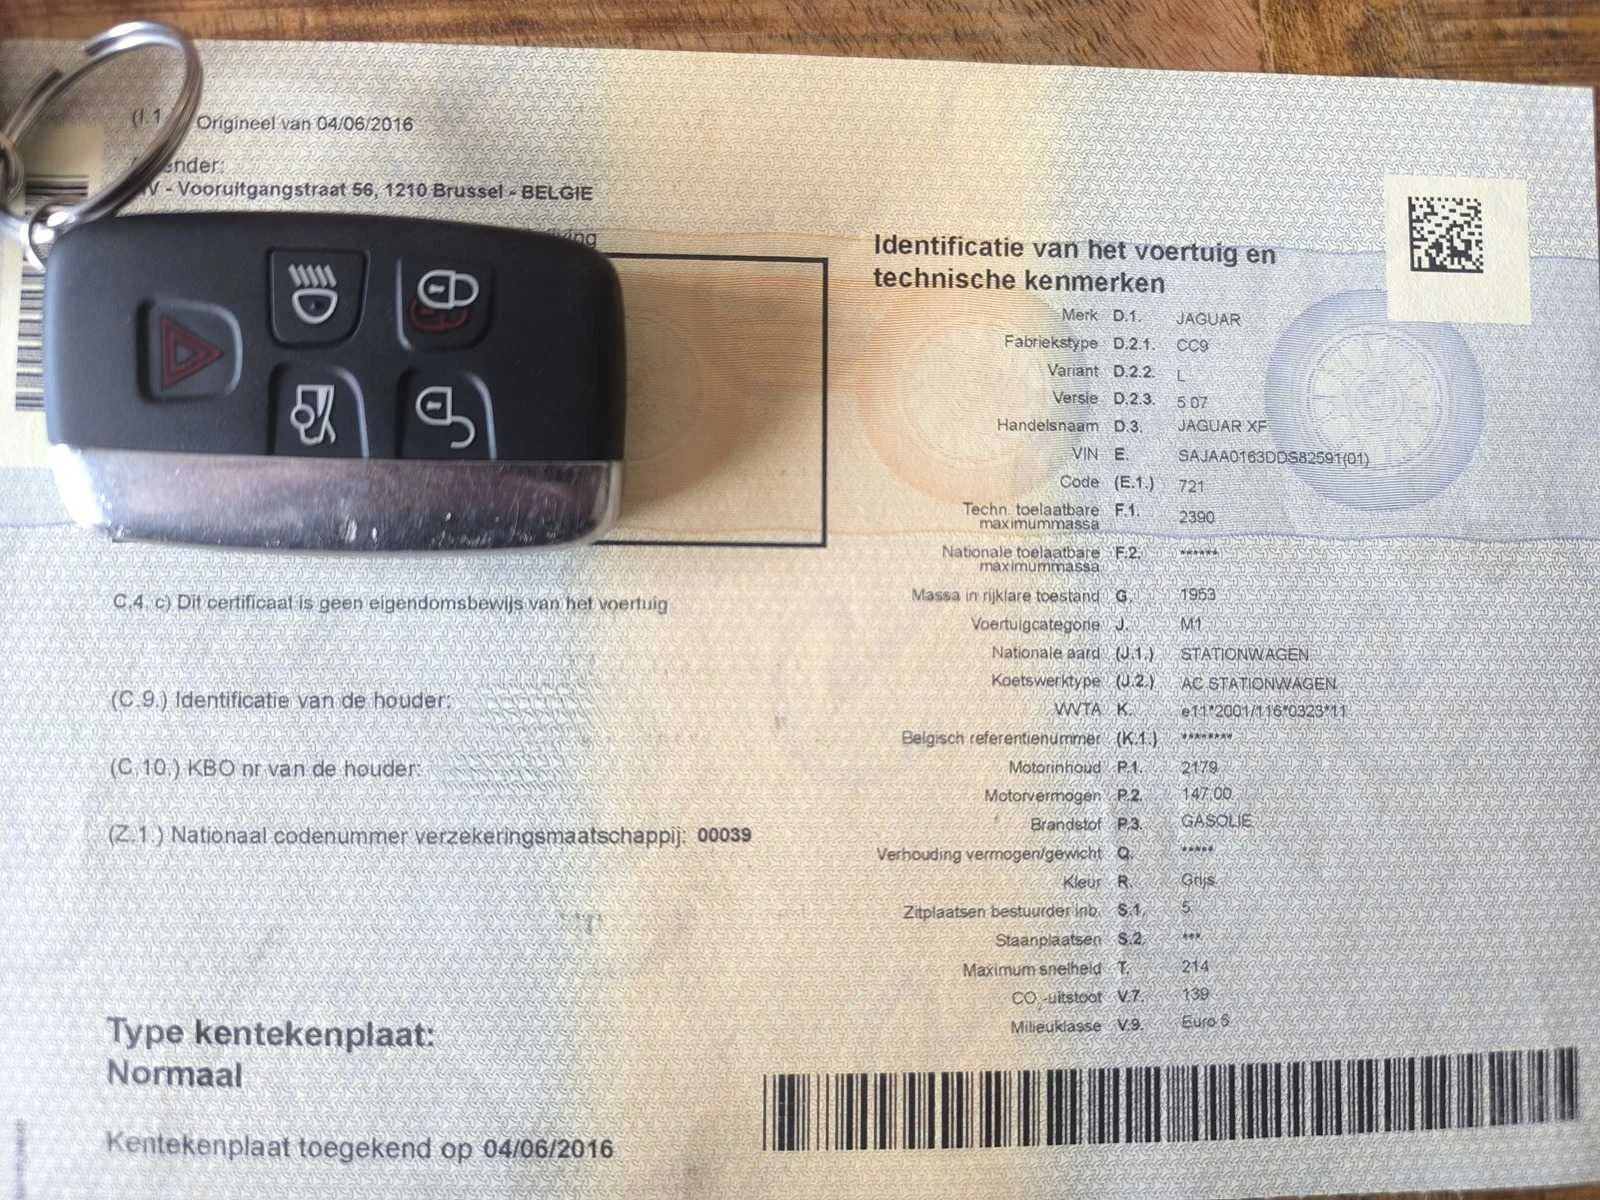 (I.1
Origineel van 04/06/2016
nder:
- Vooruitgangstraat 56, 1210 Brussel - BELGIE
C.4. c) Dit certificaat is geen eigendomsbewijs van het voertuig
(C.9.) Identificatie van de houder:
(C.10.) KBO nr van de houder:
(Z.1.) Nationaal codenummer verzekeringsmaatschappij: 00039
Type kentekenplaat:
Normaal
Kentekenplaat toegekend op 04/06/2016
Identificatie van het voertuig en
technische kenmerken
Merk D.1. JAGUAR
Fabriekstype D.2.1. CC9
Variant D.2.2. L
Versie D.2.3. 5 07
Handelsnaam D.3. JAGUAR XF
VIN E. SAJAA0163DDS82591(01)
Code (E.1.) 721
Techn. toelaatbare F.1. 2390
maximummassa
Nationale toelaatbare F.2. ******
maximummassa
Massa in rijklare toestand G. 1953
Voertuigcategorie J. M1
Nationale aard (J.1.) STATIONWAGEN
Koetswerktype (J.2.) AC STATIONWAGEN
WVTA K. e11*2001/116*0323*11
Belgisch referentienummer (K.1.) ********
Motorinhoud P.1. 2179
Motorvermogen P.2. 147,00
Brandstof P.3. GASOLIE
Verhouding vermogen/gewicht Q. *****
Kleur R. Grijs
Zitplaatsen bestuurder inb. S.1. 5
Staanplaatsen S.2. ***
Maximum snelheid T. 214
CO₂-uitstoot V.7. 139
Milieuklasse V.9. Euro 5